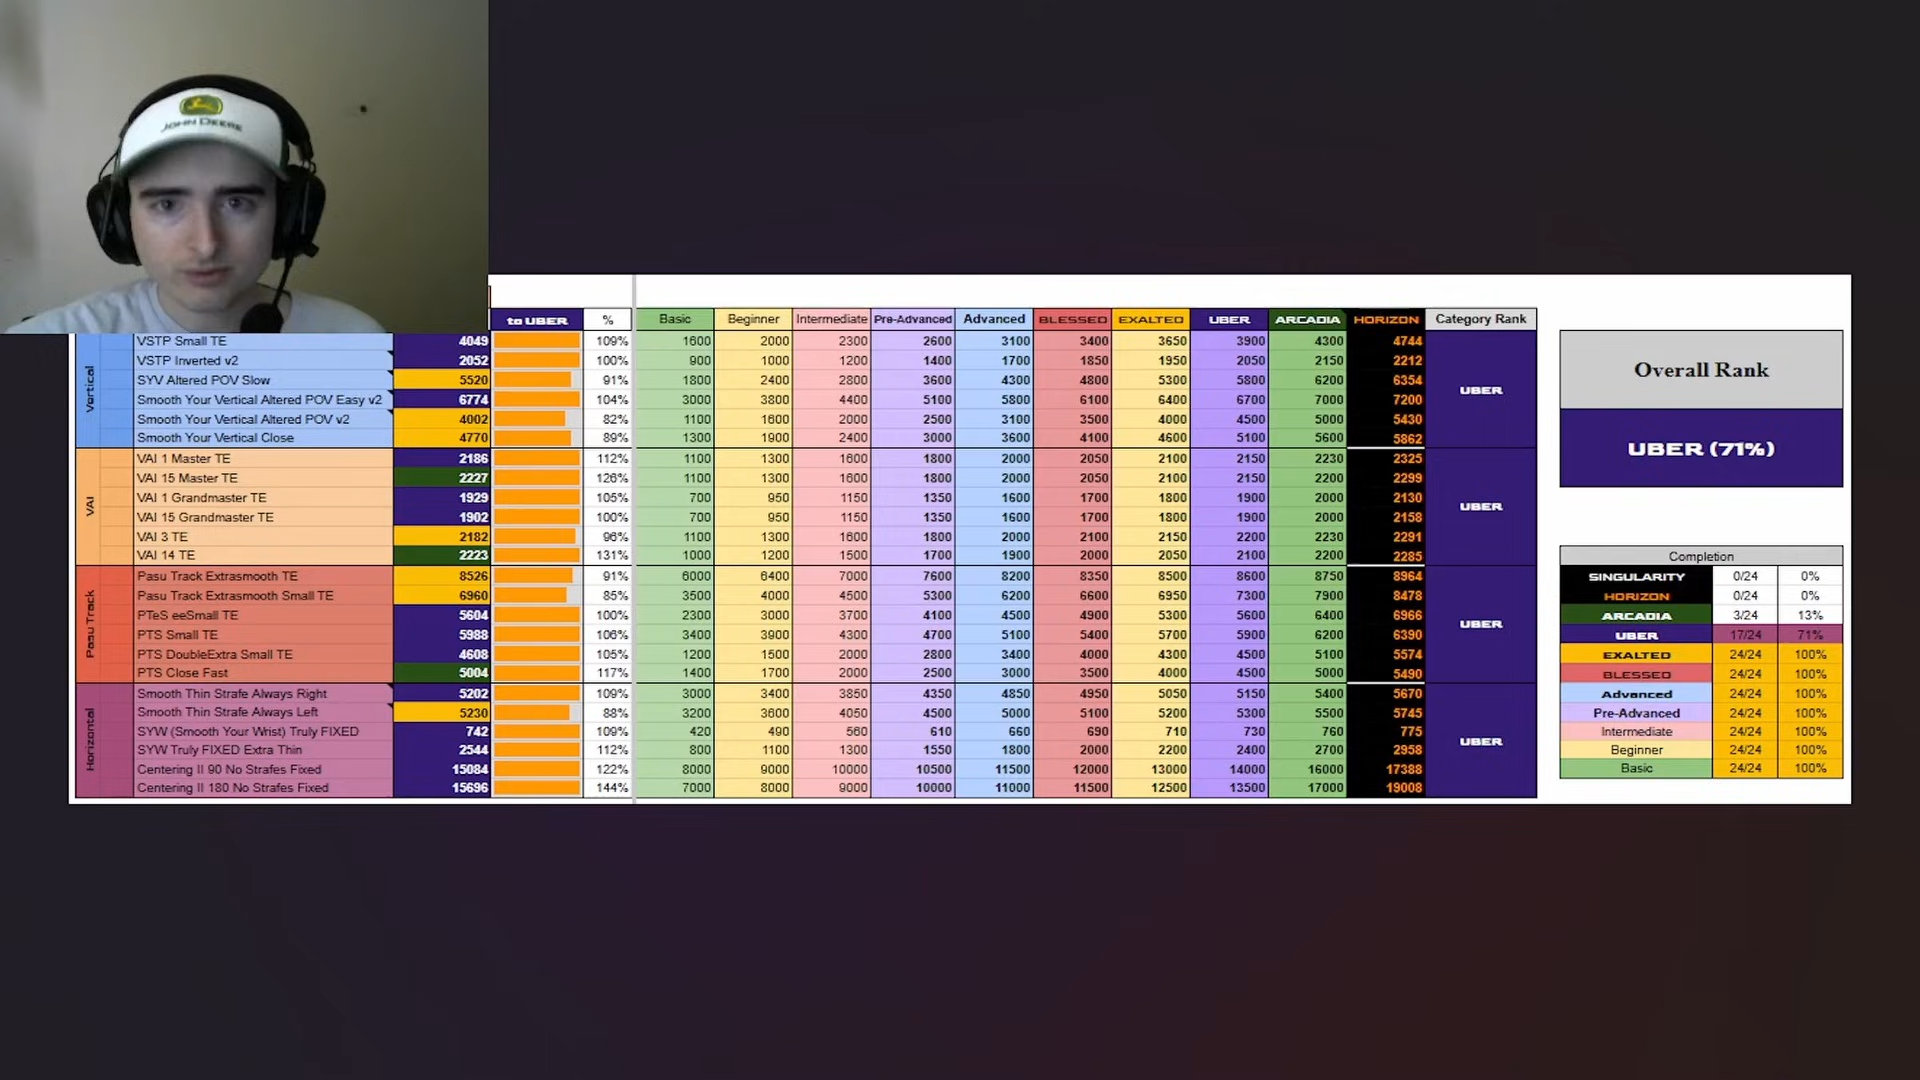 JOHN DEERE
to UBER % Basic Beginner Intermediate Pre-Advanced Advanced BLESSED EXALTED UBER ARCADIA HORIZON Category Rank
Vertical
VSTP Small TE 4049 109% 1600 2000 2300 2600 3100 3400 3650 3900 4300 4744
VSTP Inverted v2 2052 100% 900 1000 1200 1400 1700 1850 1950 2050 2150 2212
SYV Altered POV Slow 5520 91% 1800 2400 2800 3600 4300 4800 5300 5800 6200 6354
UBER
Smooth Your Vertical Altered POV Easy v2 6774 104% 3000 3800 4400 5100 5800 6100 6400 6700 7000 7200
Smooth Your Vertical Altered POV v2 4002 82% 1100 1600 2000 2500 3100 3500 4000 4500 5000 5430
Smooth Your Vertical Close 4770 89% 1300 1900 2400 3000 3600 4100 4600 5100 5600 5862
VAI
VAI 1 Master TE 2186 112% 1100 1300 1600 1800 2000 2050 2100 2150 2230 2325
VAI 15 Master TE 2227 126% 1100 1300 1600 1800 2000 2050 2100 2150 2200 2299
VAI 1 Grandmaster TE 1929 105% 700 950 1150 1350 1600 1700 1800 1900 2000 2130
UBER
VAI 15 Grandmaster TE 1902 100% 700 950 1150 1350 1600 1700 1800 1900 2000 2158
VAI 3 TE 2182 96% 1100 1300 1600 1800 2000 2100 2150 2200 2230 2291
VAI 14 TE 2223 131% 1000 1200 1500 1700 1900 2000 2050 2100 2200 2285
Pasu Track
Pasu Track Extrasmooth TE 8526 91% 6000 6400 7000 7600 8200 8350 8500 8600 8750 8964
Pasu Track Extrasmooth Small TE 6960 85% 3500 4000 4500 5300 6200 6600 6950 7300 7900 8478
PTeS eeSmall TE 5604 100% 2300 3000 3700 4100 4500 4900 5300 5600 6400 6966
UBER
PTS Small TE 5988 106% 3400 3900 4300 4700 5100 5400 5700 5900 6200 6390
PTS DoubleExtra Small TE 4608 105% 1200 1500 2000 2800 3400 4000 4300 4500 5100 5574
PTS Close Fast 5004 117% 1400 1700 2000 2500 3000 3500 4000 4500 5000 5490
Horizontal
Smooth Thin Strafe Always Right 5202 109% 3000 3400 3850 4350 4850 4950 5050 5150 5400 5670
Smooth Thin Strafe Always Left 5230 88% 3200 3600 4050 4500 5000 5100 5200 5300 5500 5745
SYW (Smooth Your Wrist) Truly FIXED 742 109% 420 490 560 610 660 690 710 730 760 775
UBER
SYW Truly FIXED Extra Thin 2544 112% 800 1100 1300 1550 1800 2000 2200 2400 2700 2958
Centering II 90 No Strafes Fixed 15084 122% 8000 9000 10000 10500 11500 12000 13000 14000 16000 17388
Centering II 180 No Strafes Fixed 15696 144% 7000 8000 9000 10000 11000 11500 12500 13500 17000 19008
Overall Rank
UBER (71%)
Completion
SINGULARITY 0/24 0%
HORIZON 0/24 0%
ARCADIA 3/24 13%
UBER 17/24 71%
EXALTED 24/24 100%
BLESSED 24/24 100%
Advanced 24/24 100%
Pre-Advanced 24/24 100%
Intermediate 24/24 100%
Beginner 24/24 100%
Basic 24/24 100%